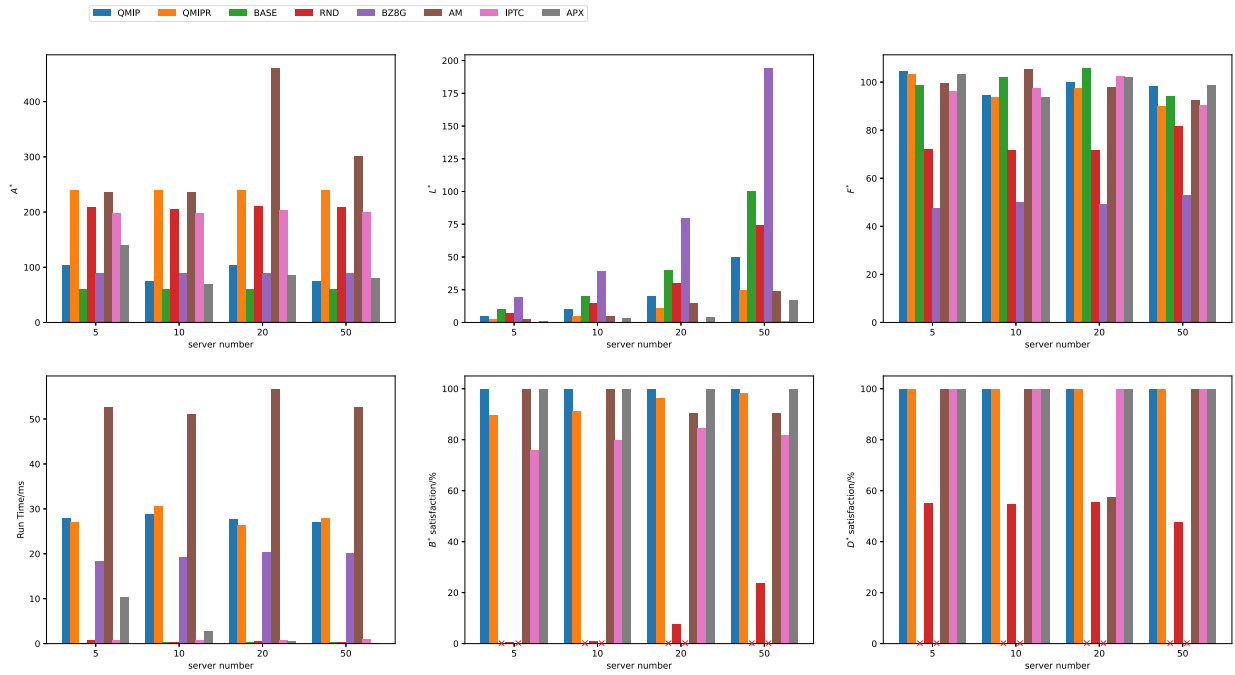 QMIP QMIPR BASE RND BZ8G AM IPTC APX
A*
0
100
200
300
400
5 10 20 50
server number
L*
0
25
50
75
100
125
150
175
200
5 10 20 50
server number
F*
0
20
40
60
80
100
5 10 20 50
server number
Run Time/ms
0
10
20
30
40
50
5 10 20 50
server number
B* satisfaction/%
0
20
40
60
80
100
5 10 20 50
server number
D* satisfaction/%
0
20
40
60
80
100
5 10 20 50
server number